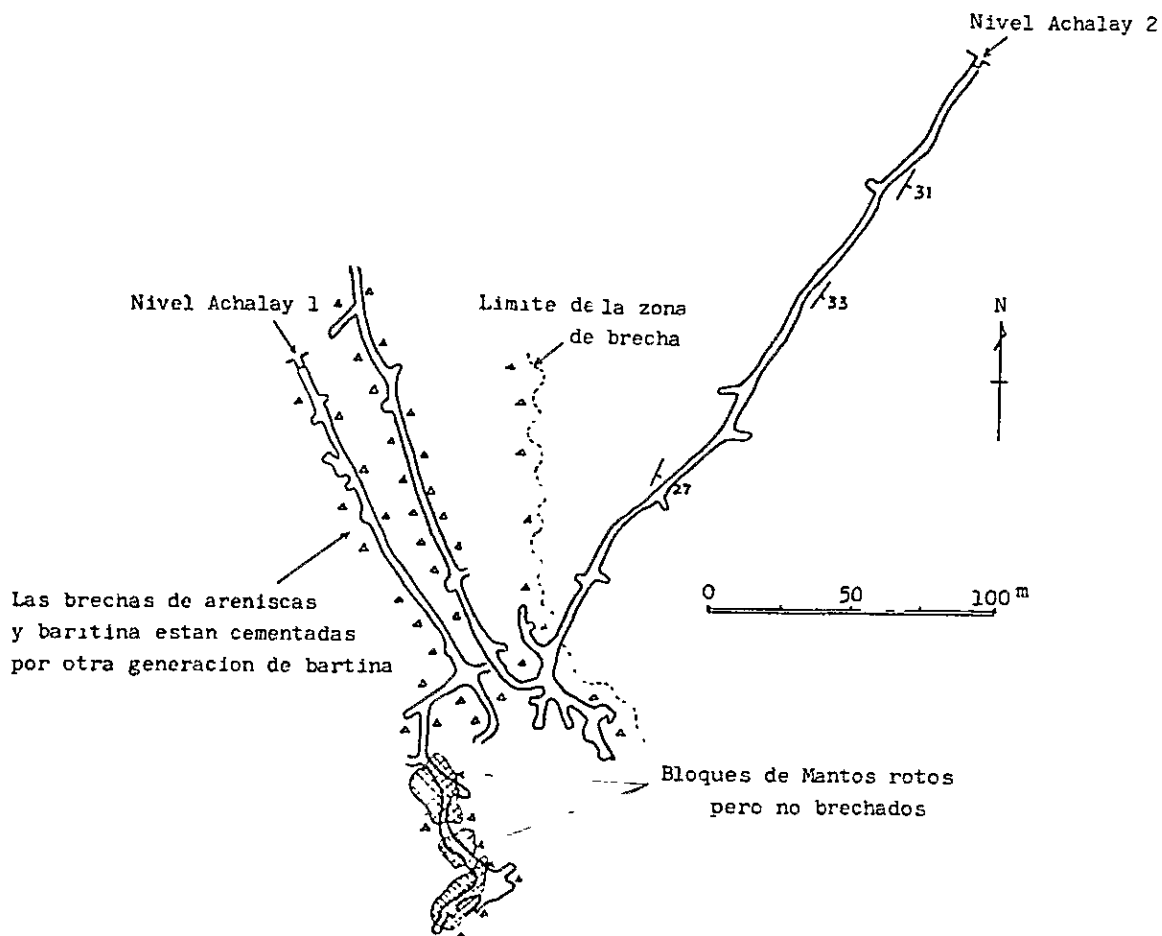 Nivel Achalay 2
31
Nivel Achalay 1
Limite de la zona
de brecha
33
N
27
0 50 100 m
Las brechas de areniscas
y baritina estan cementadas
por otra generacion de bartina
Bloques de Mantos rotos
pero no brechados